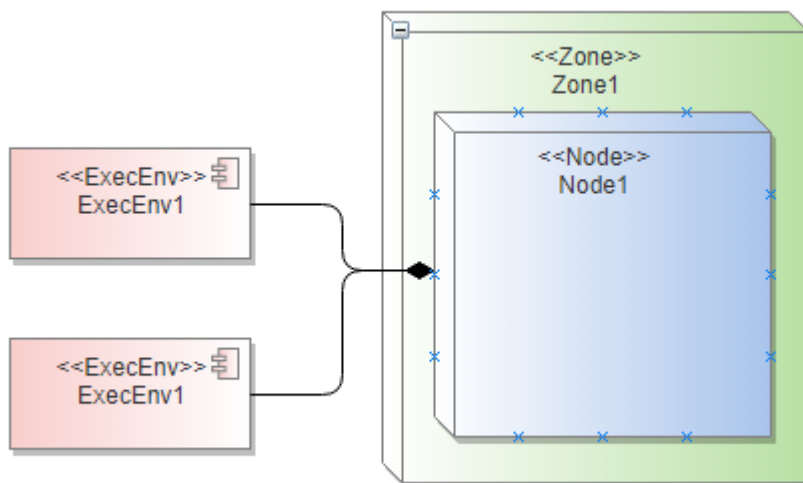 <<Zone>>
Zone1
<<Node>>
Node1
<<ExecEnv>>
ExecEnv1
<<ExecEnv>>
ExecEnv1